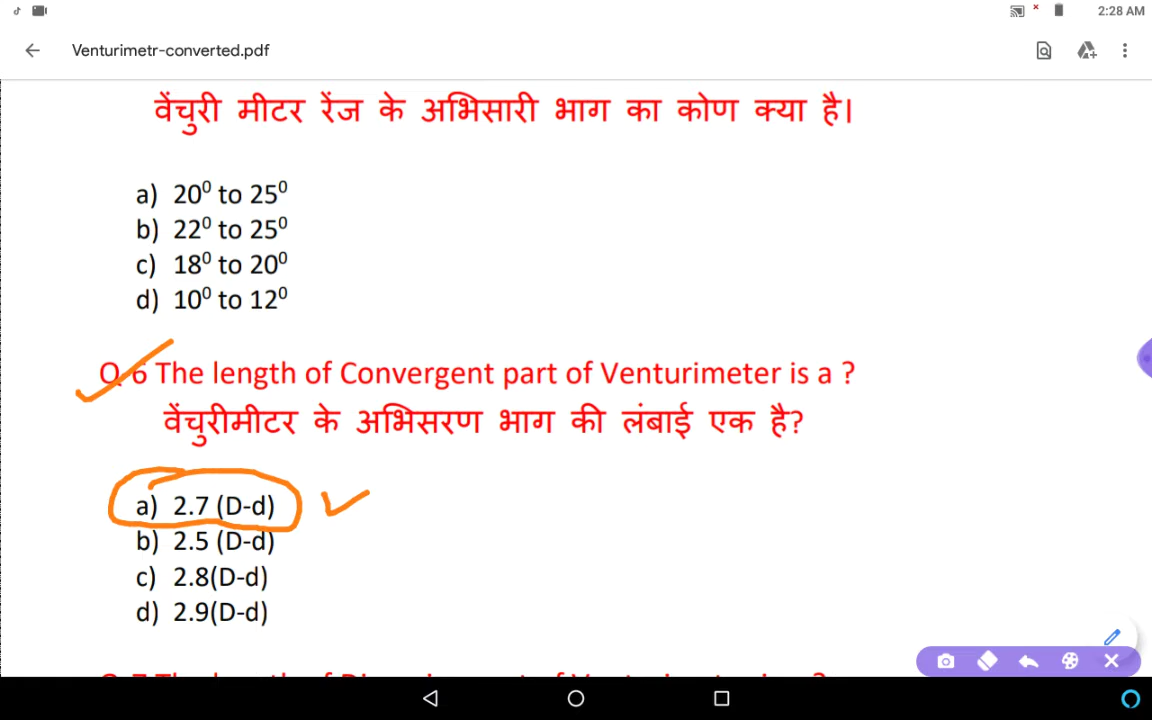 2:28 AM
Venturimetr-converted.pdf
वेंचुरी मीटर रेंज के अभिसारी भाग का कोण क्या है।
a) 20⁰ to 25⁰
b) 22⁰ to 25⁰
c) 18⁰ to 20⁰
d) 10⁰ to 12⁰
Q 6 The length of Convergent part of Venturimeter is a ?
वेंचुरीमीटर के अभिसरण भाग की लंबाई एक है?
a) 2.7 (D-d)
b) 2.5 (D-d)
c) 2.8(D-d)
d) 2.9(D-d)